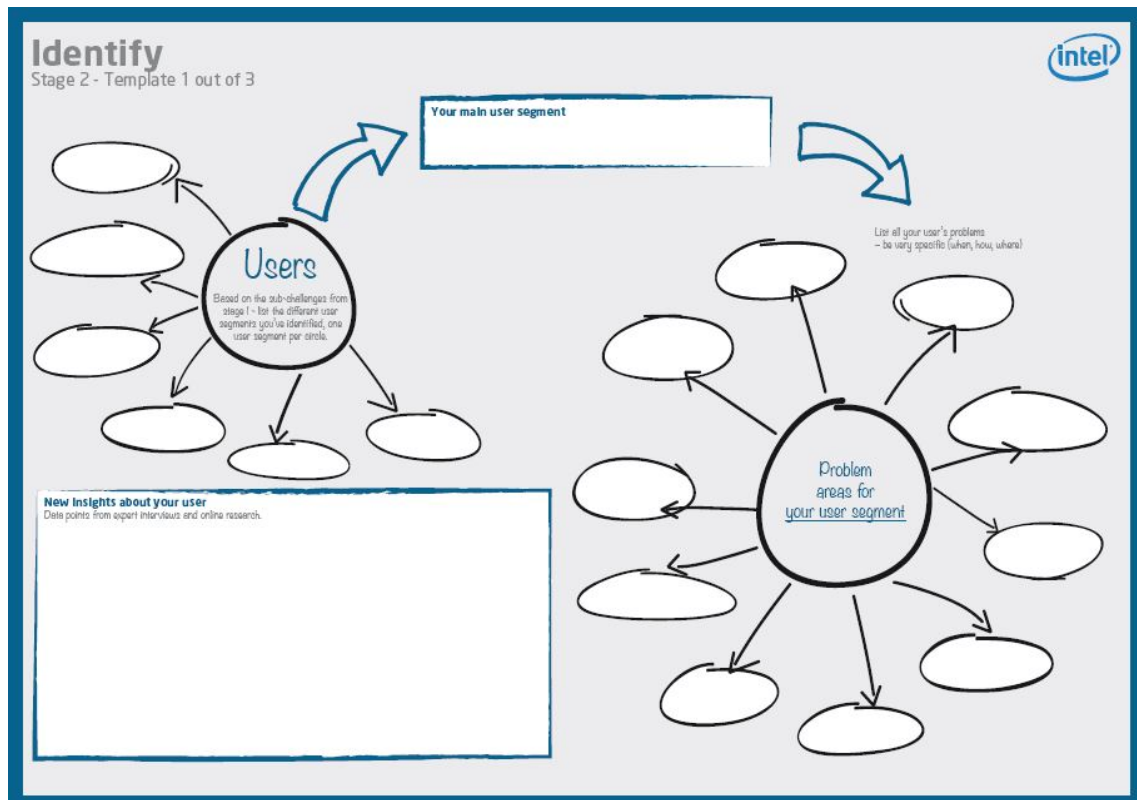 Identify
Stage 2 - Template 1 out of 3
intel
Your main user segment
List all your user's problems
– be very specific (when, how, where)
Users
Based on the sub-challenges from
stage 1 - list the different user
segments you've identified, one
user segment per circle.
Problem
areas for
your user segment
New insights about your user
Data points from expert interviews and online research.